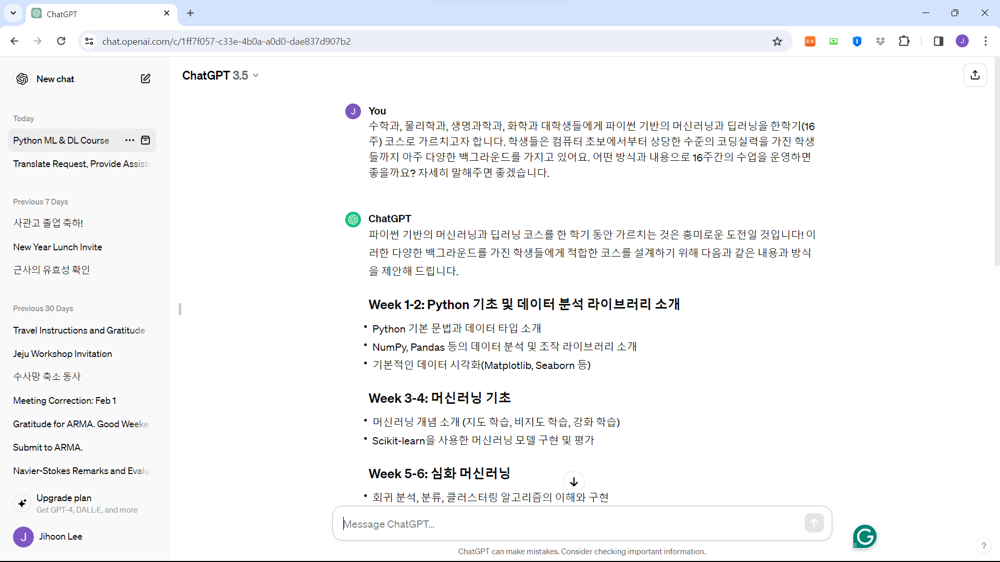 ChatGPT
chat.openai.com/c/1ff7f057-c33e-4b0a-a0d0-dae837d907b2
EX
J
New chat
Today
Python ML & DL Course
Translate Request, Provide Assista
Previous 7 Days
사관고 졸업 축하!
New Year Lunch Invite
근사의 유효성 확인
Previous 30 Days
Travel Instructions and Gratitude
Jeju Workshop Invitation
수사망 축소 동사
Meeting Correction: Feb 1
Gratitude for ARMA. Good Weeke
Submit to ARMA.
Navier-Stokes Remarks and Evalu
Upgrade plan
Get GPT-4, DALL·E, and more
J
Jihoon Lee
ChatGPT 3.5
J
You
수학과, 물리학과, 생명과학과, 화학과 대학생들에게 파이썬 기반의 머신러닝과 딥러닝을 한학기(16
주) 코스로 가르치고자 합니다. 학생들은 컴퓨터 초보에서부터 상당한 수준의 코딩실력을 가진 학생
들까지 아주 다양한 백그라운드를 가지고 있어요. 어떤 방식과 내용으로 16주간의 수업을 운영하면
좋을까요? 자세히 말해주면 좋겠습니다.
ChatGPT
파이썬 기반의 머신러닝과 딥러닝 코스를 한 학기 동안 가르치는 것은 흥미로운 도전일 것입니다! 이
러한 다양한 백그라운드를 가진 학생들에게 적합한 코스를 설계하기 위해 다음과 같은 내용과 방식
을 제안해 드립니다.
Week 1-2: Python 기초 및 데이터 분석 라이브러리 소개
• Python 기본 문법과 데이터 타입 소개
• NumPy, Pandas 등의 데이터 분석 및 조작 라이브러리 소개
• 기본적인 데이터 시각화(Matplotlib, Seaborn 등)
Week 3-4: 머신러닝 기초
• 머신러닝 개념 소개 (지도 학습, 비지도 학습, 강화 학습)
• Scikit-learn을 사용한 머신러닝 모델 구현 및 평가
Week 5-6: 심화 머신러닝
• 회귀 분석, 분류, 클러스터링 알고리즘의 이해와 구현
Message ChatGPT...
ChatGPT can make mistakes. Consider checking important information.
G
?